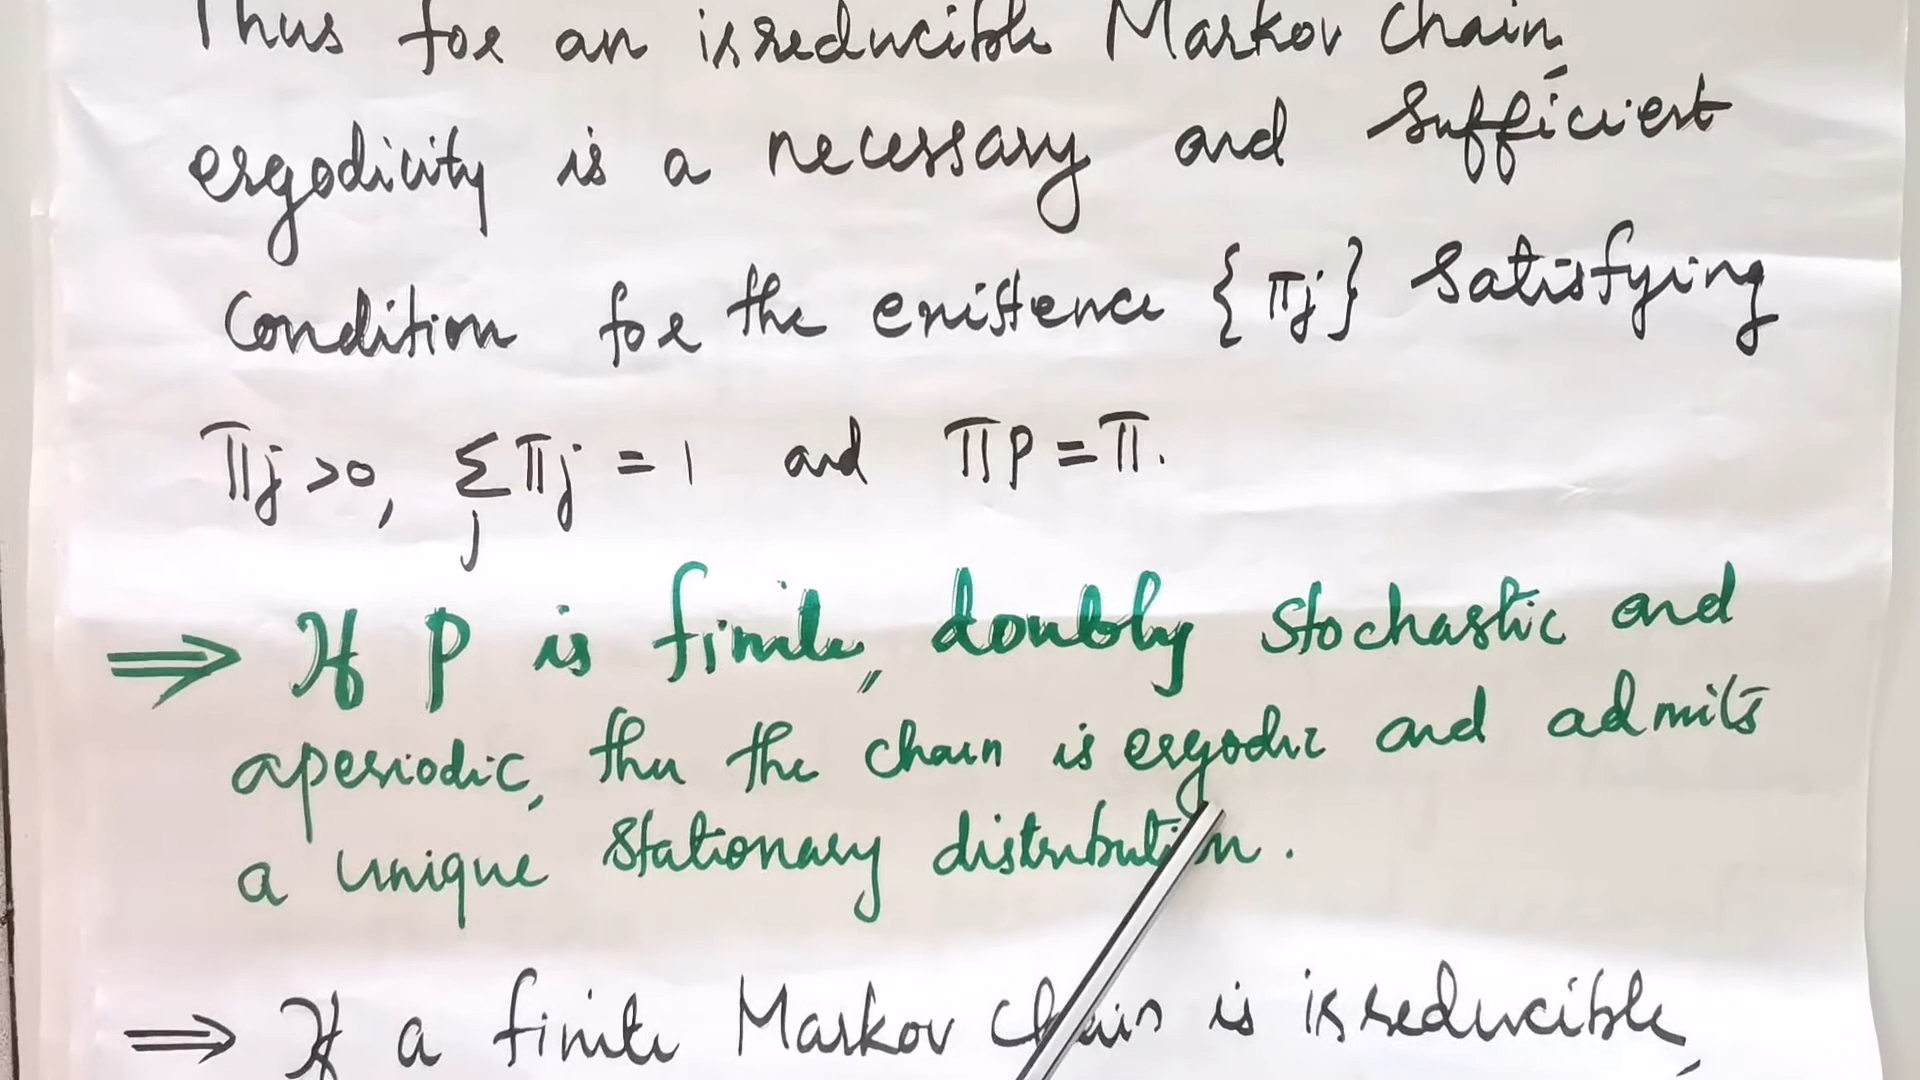 Thus for an irreducible Markov Chain,
ergodicity is a necessary and sufficient
Condition for the existence {πj} satisfying
πj >0, Σj πj = 1 and πp = π.
⇒ If P is finite, doubly stochastic and
aperiodic, then the chain is ergodic and admits
a unique stationary distribution.
⇒ If a finite Markov Chain is irreducible,